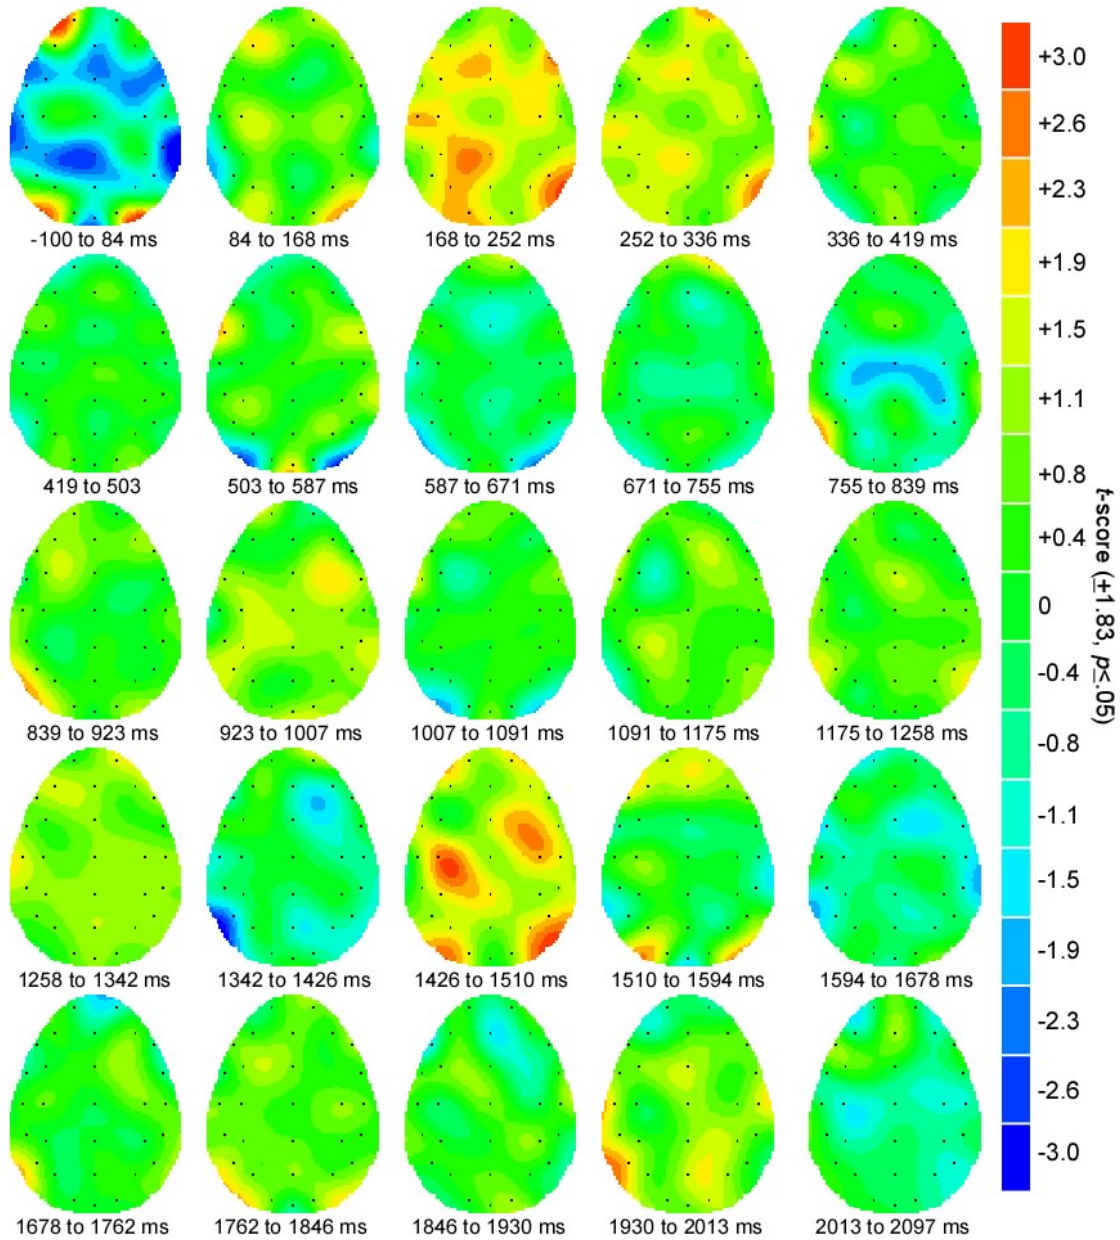 -100 to 84 ms
84 to 168 ms
168 to 252 ms
252 to 336 ms
336 to 419 ms
419 to 503
503 to 587 ms
587 to 671 ms
671 to 755 ms
755 to 839 ms
839 to 923 ms
923 to 1007 ms
1007 to 1091 ms
1091 to 1175 ms
1175 to 1258 ms
1258 to 1342 ms
1342 to 1426 ms
1426 to 1510 ms
1510 to 1594 ms
1594 to 1678 ms
1678 to 1762 ms
1762 to 1846 ms
1846 to 1930 ms
1930 to 2013 ms
2013 to 2097 ms
+3.0
+2.6
+2.3
+1.9
+1.5
+1.1
+0.8
+0.4
0
-0.4
-0.8
-1.1
-1.5
-1.9
-2.3
-2.6
-3.0
t-score (±1.83, p≤.05)